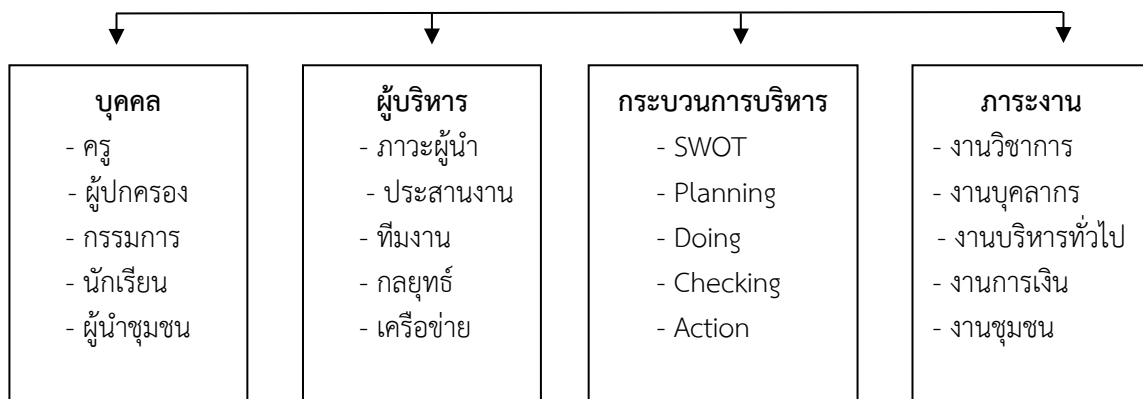 บุคคล
- ครู
- ผู้ปกครอง
- กรรมการ
- นักเรียน
- ผู้นำชุมชน
ผู้บริหาร
- ภาวะผู้นำ
- ประสานงาน
- ทีมงาน
- กลยุทธ์
- เครือข่าย
กระบวนการบริหาร
- SWOT
- Planning
- Doing
- Checking
- Action
ภาระงาน
- งานวิชาการ
- งานบุคลากร
- งานบริหารทั่วไป
- งานการเงิน
- งานชุมชน